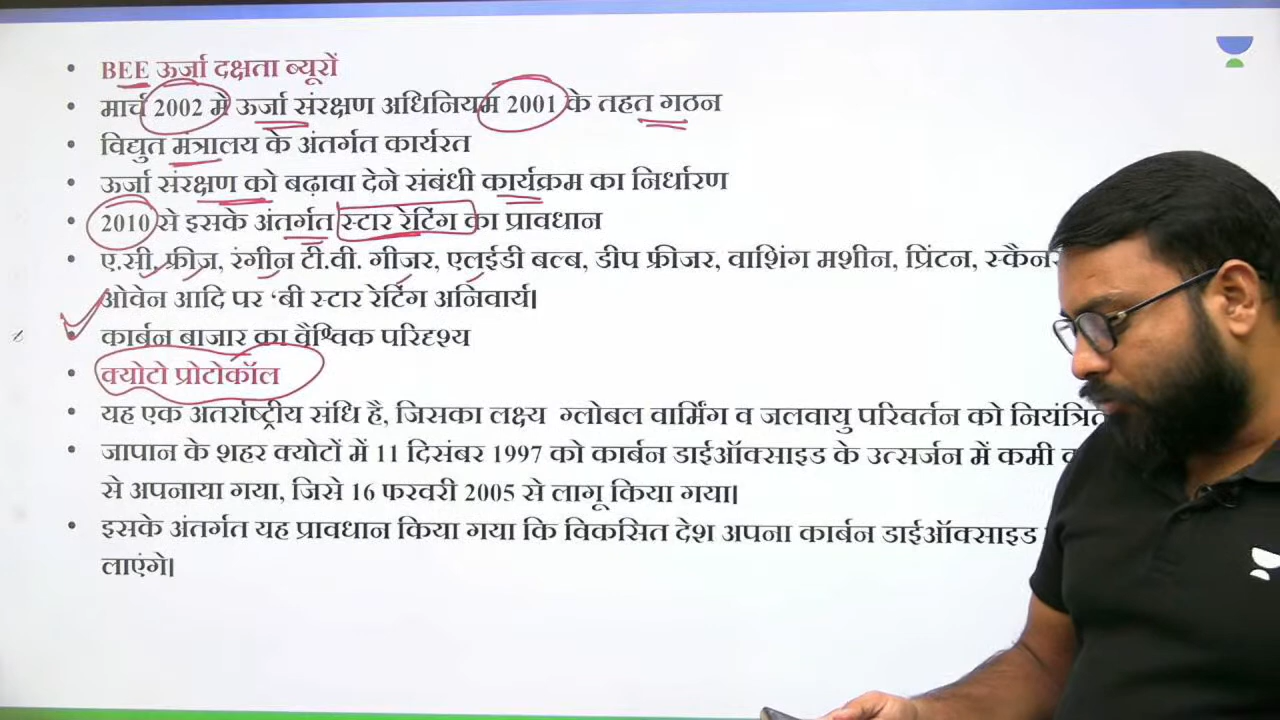 • BEE ऊर्जा दक्षता ब्यूरों
• मार्च 2002 मै ऊर्जा संरक्षण अधिनियम 2001 के तहत गठन
• विद्युत मंत्रालय के अंतर्गत कार्यरत
• ऊर्जा संरक्षण को बढ़ावा देने संबंधी कार्यक्रम का निर्धारण
• 2010 से इसके अंतर्गत स्टार रेटिंग का प्रावधान
• ए.सी, फ्रीज, रंगीन टी.वी. गीजर, एलईडी बल्ब, डीप फ्रीजर, वाशिंग मशीन, प्रिंटन, स्कैनर
ओवेन आदि पर ‘बी स्टार रेटिंग अनिवार्य।
• कार्बन बाजार का वैश्विक परिदृश्य
• क्योटो प्रोटोकॉल
• यह एक अतर्राष्ट्रीय संधि है, जिसका लक्ष्य ग्लोबल वार्मिंग व जलवायु परिवर्तन को नियंत्रित
• जापान के शहर क्योटों में 11 दिसंबर 1997 को कार्बन डाईऑक्साइड के उत्सर्जन में कमी
से अपनाया गया, जिसे 16 फरवरी 2005 से लागू किया गया।
• इसके अंतर्गत यह प्रावधान किया गया कि विकसित देश अपना कार्बन डाईऑक्साइड
लाएंगे।